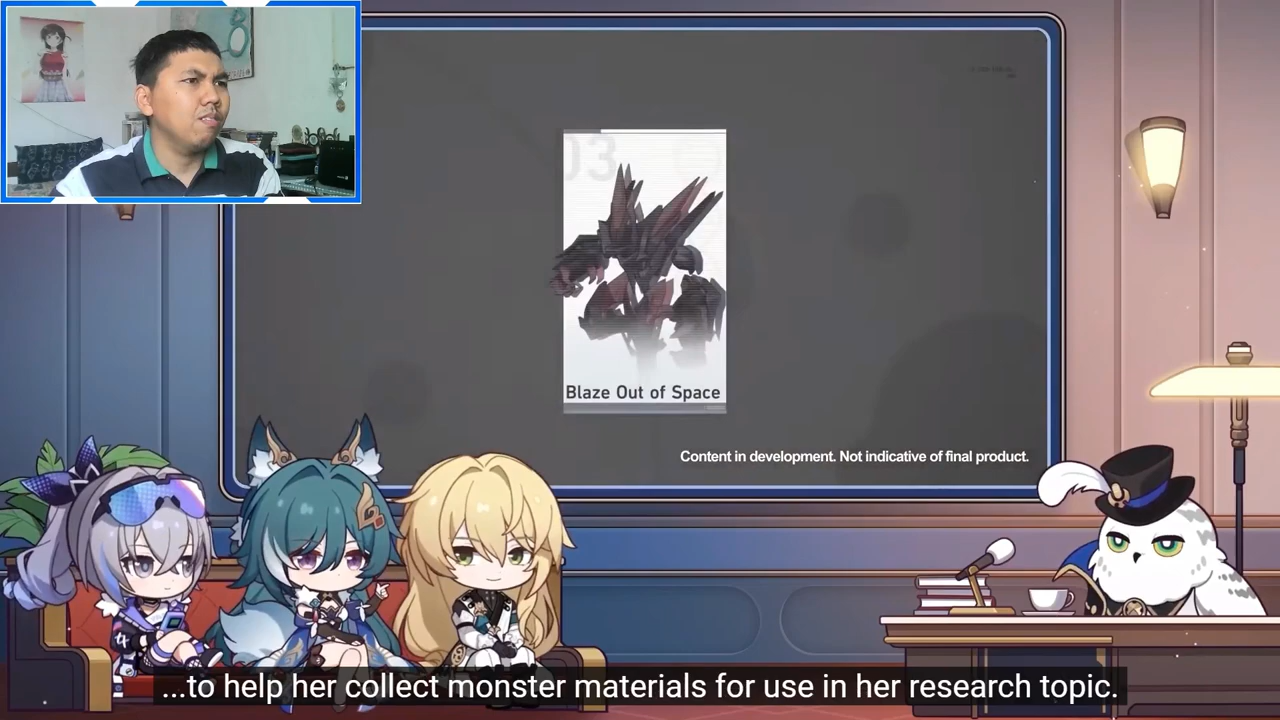 03
Blaze Out of Space
Content in development. Not indicative of final product.
...to help her collect monster materials for use in her research topic.